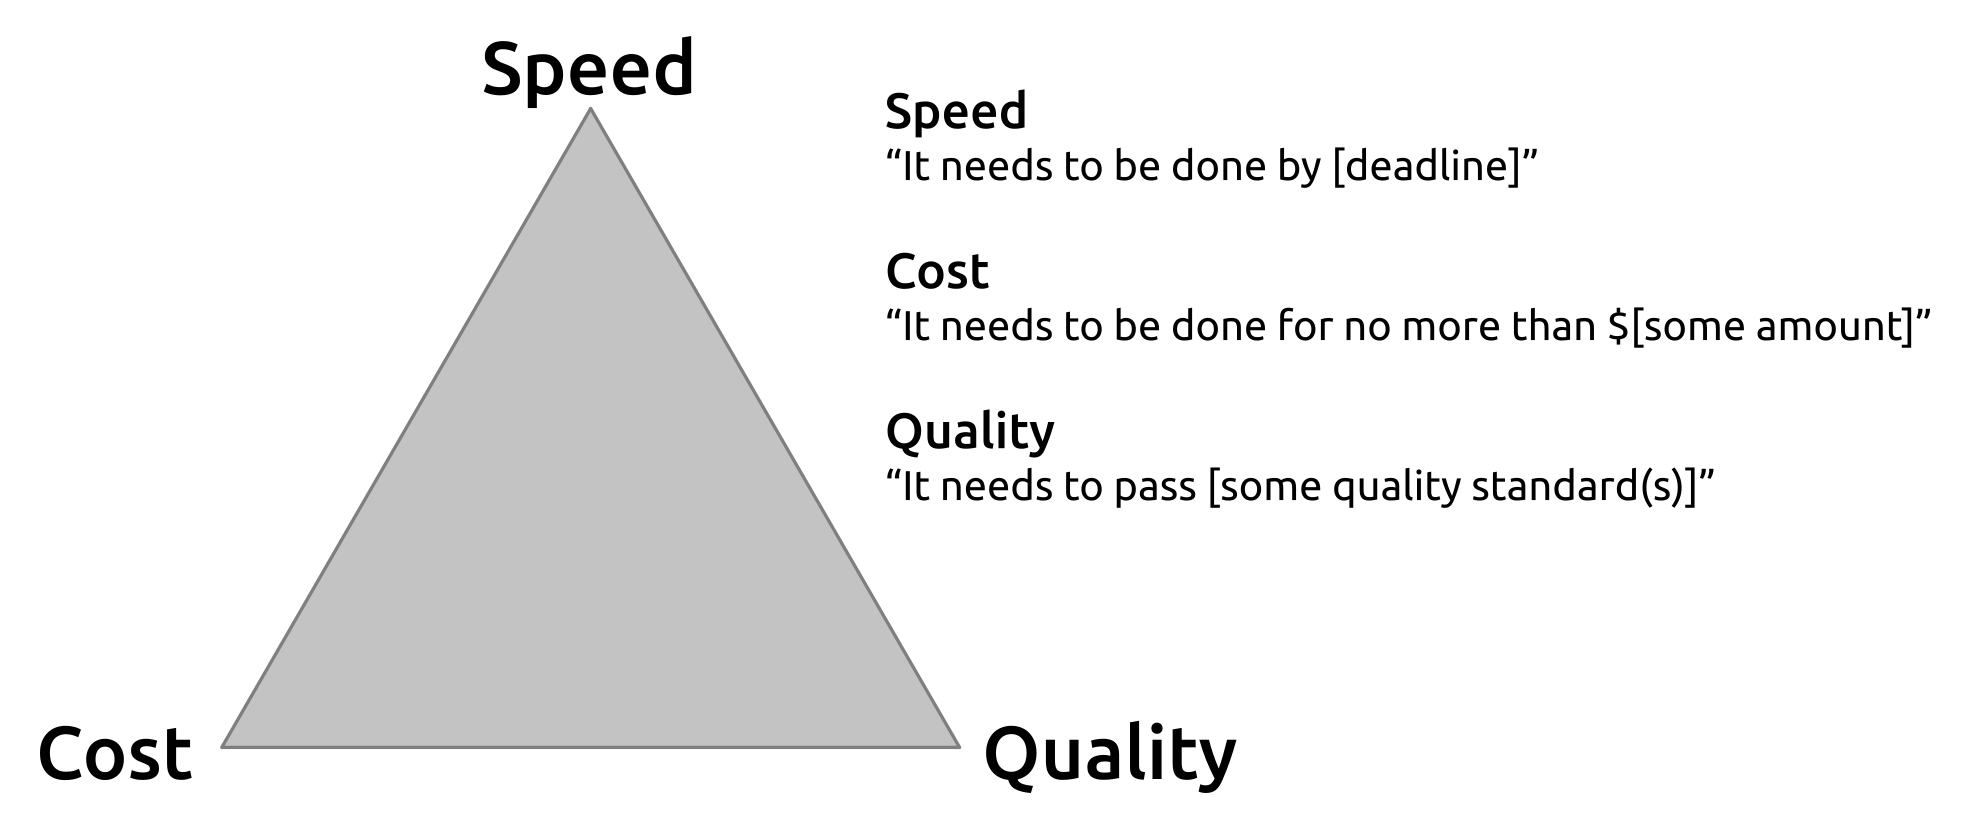 Speed
Speed
“It needs to be done by [deadline]”
Cost
“It needs to be done for no more than $[some amount]”
Quality
“It needs to pass [some quality standard(s)]”
Cost
Quality